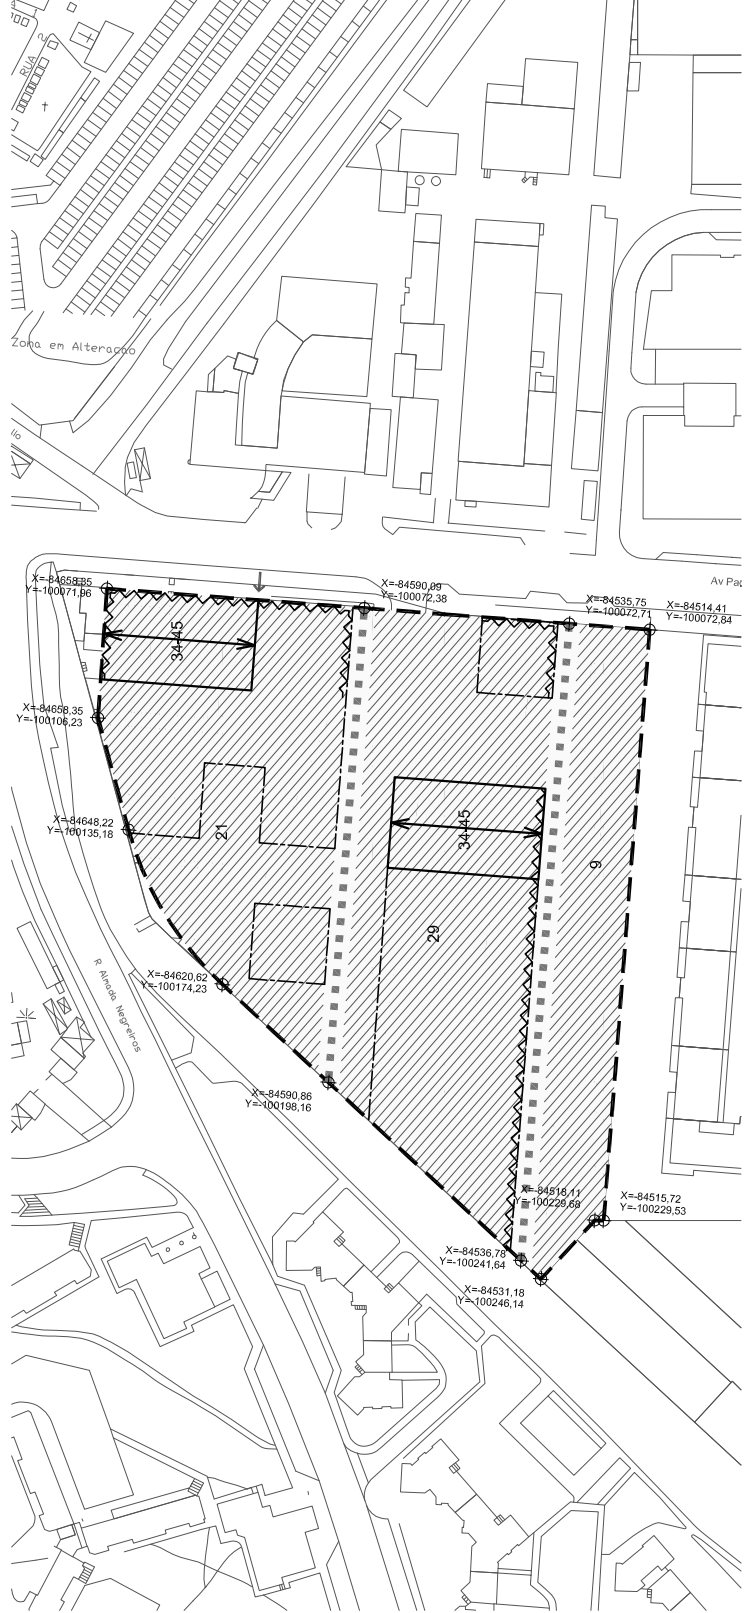 RUA 2
Zona em Alteracao
X=-84658,35
Y=-100071,96
X=-84590,09
Y=-100072,38
X=-84535,75
Y=-100072,71
X=-84514,41
Y=-100072,84
34-45
X=-84658,35
Y=-100106,23
X=-84648,22
Y=-100135,18
21
34-45
9
29
X=-84620,62
Y=-100174,23
R Almada Negreiros
X=-84590,86
Y=-100198,16
X=-84518,11
Y=-100229,68
X=-84515,72
Y=-100229,53
X=-84536,78
Y=-100241,64
X=-84531,18
Y=-100246,14